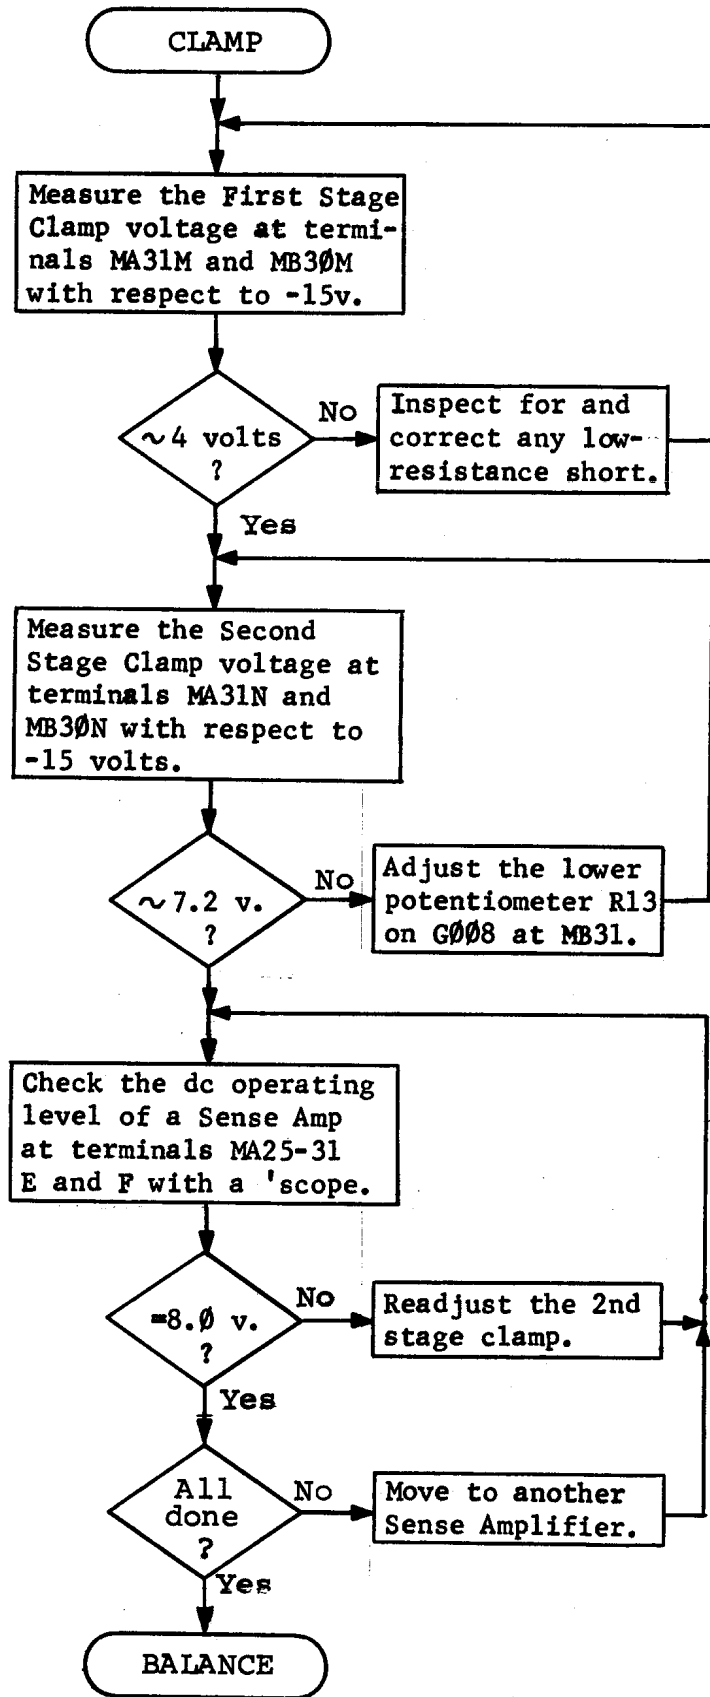 CLAMP
Measure the First Stage
Clamp voltage at termi-
nals MA31M and MB3ØM
with respect to -15v.
~4 volts
?
No
Inspect for and
correct any low-
resistance short.
Yes
Measure the Second
Stage Clamp voltage at
terminals MA31N and
MB3ØN with respect to
-15 volts.
~7.2 v.
?
No
Adjust the lower
potentiometer R13
on GØØ8 at MB31.
Check the dc operating
level of a Sense Amp
at terminals MA25-31
E and F with a 'scope.
=8.Ø v.
?
No
Readjust the 2nd
stage clamp.
Yes
All
done
?
No
Move to another
Sense Amplifier.
Yes
BALANCE